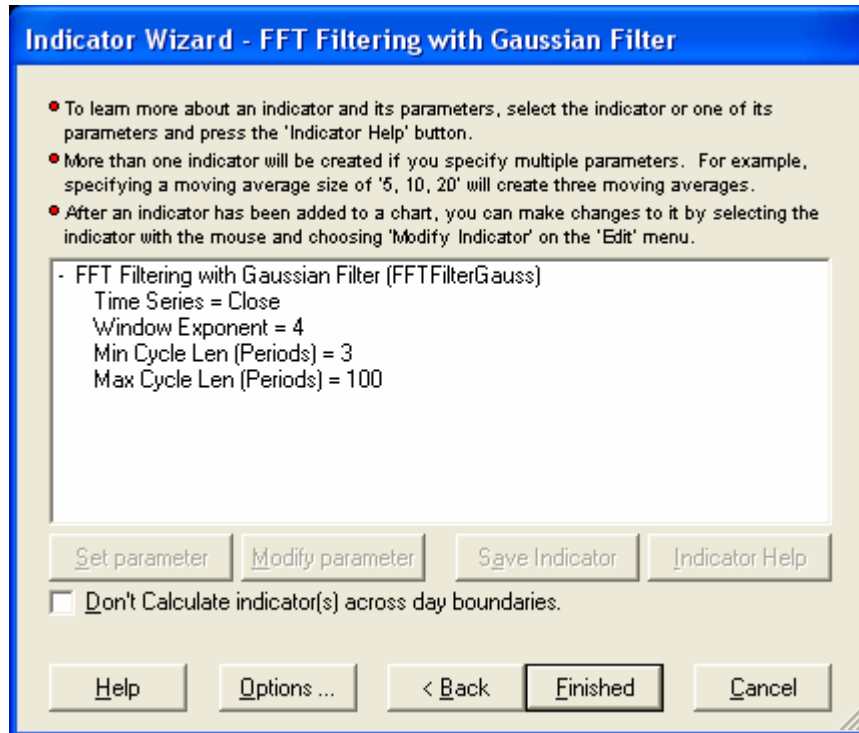 Indicator Wizard - FFT Filtering with Gaussian Filter
To learn more about an indicator and its parameters, select the indicator or one of its
parameters and press the 'Indicator Help' button.
More than one indicator will be created if you specify multiple parameters. For example,
specifying a moving average size of '5, 10, 20' will create three moving averages.
After an indicator has been added to a chart, you can make changes to it by selecting the
indicator with the mouse and choosing 'Modify Indicator' on the 'Edit' menu.
- FFT Filtering with Gaussian Filter (FFTFilterGauss)
Time Series = Close
Window Exponent = 4
Min Cycle Len (Periods) = 3
Max Cycle Len (Periods) = 100
Set parameter Modify parameter Save Indicator Indicator Help
Don't Calculate indicator(s) across day boundaries.
Help Options ... < Back Finished Cancel